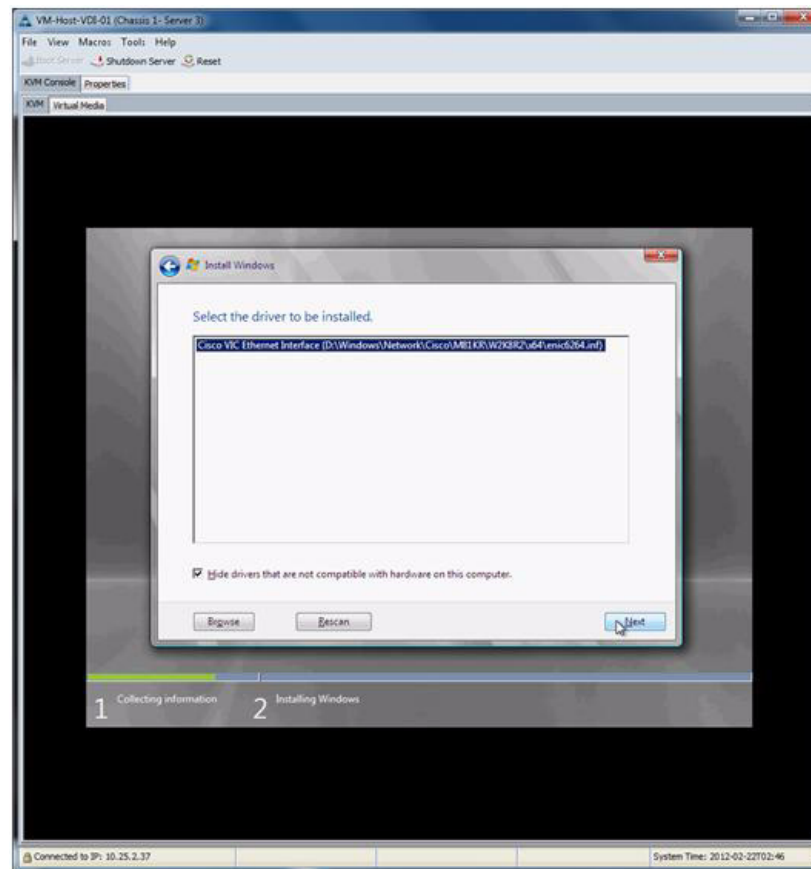 VM-Host-VDI-01 (Chassis 1- Server 3)
File View Macros Tools Help
Boot Server Shutdown Server Reset
KVM Console Properties
KVM Virtual Media
Install Windows
Select the driver to be installed.
Cisco VIC Ethernet Interface (D:\Windows\Network\Cisco\M81KR\W2K8R2\x64\enic6x64.inf)
Hide drivers that are not compatible with hardware on this computer.
Browse Rescan Next
1 Collecting information 2 Installing Windows
Connected to IP: 10.25.2.37 System Time: 2012-02-22T02:46